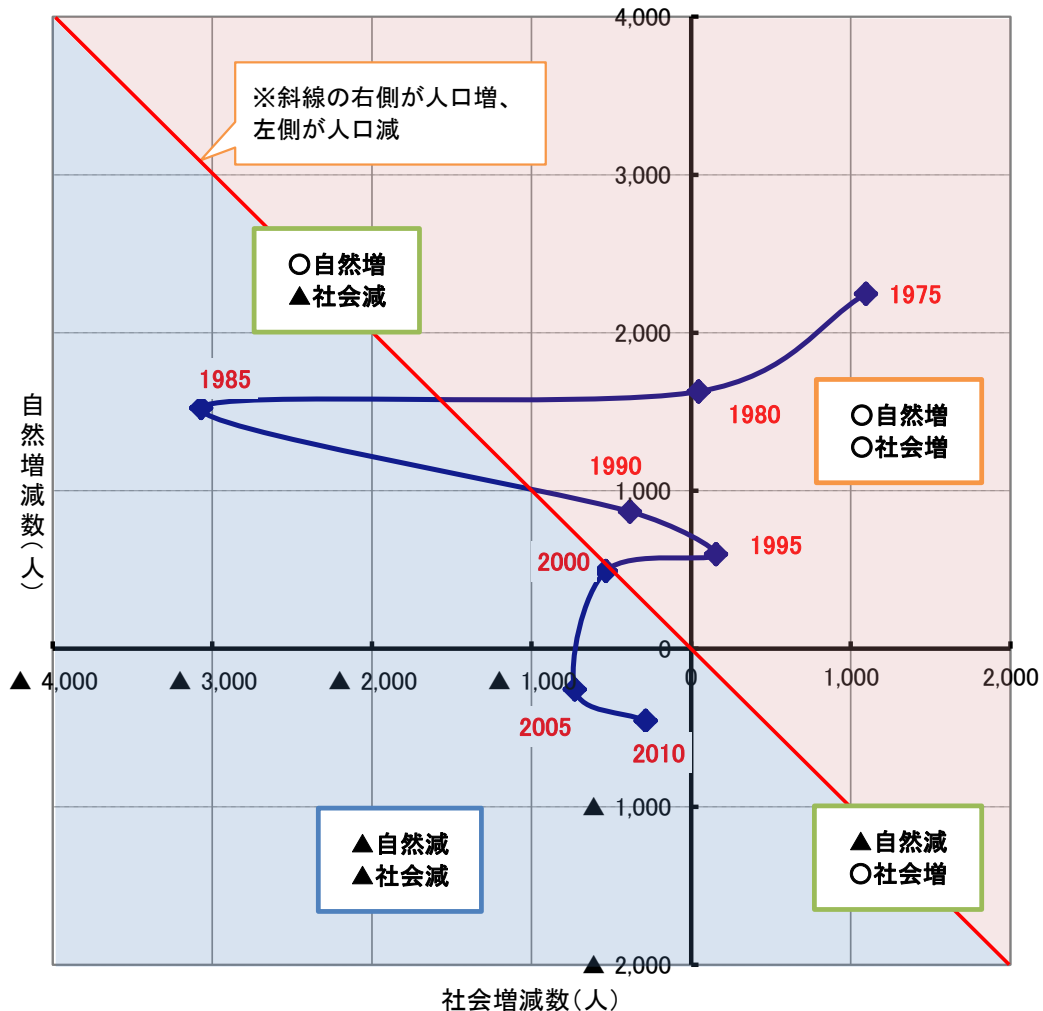 4,000
※斜線の右側が人口増、
左側が人口減
3,000
○自然増
▲社会減
1975
2,000
1985
1980
○自然増
○社会増
自然増減数(人)
1990
1,000
1995
2000
0
▲ 4,000
▲ 3,000
▲ 2,000
▲ 1,000
0
1,000
2,000
2005
2010
▲ 1,000
▲自然減
▲社会減
▲自然減
○社会増
▲ 2,000
社会増減数(人)